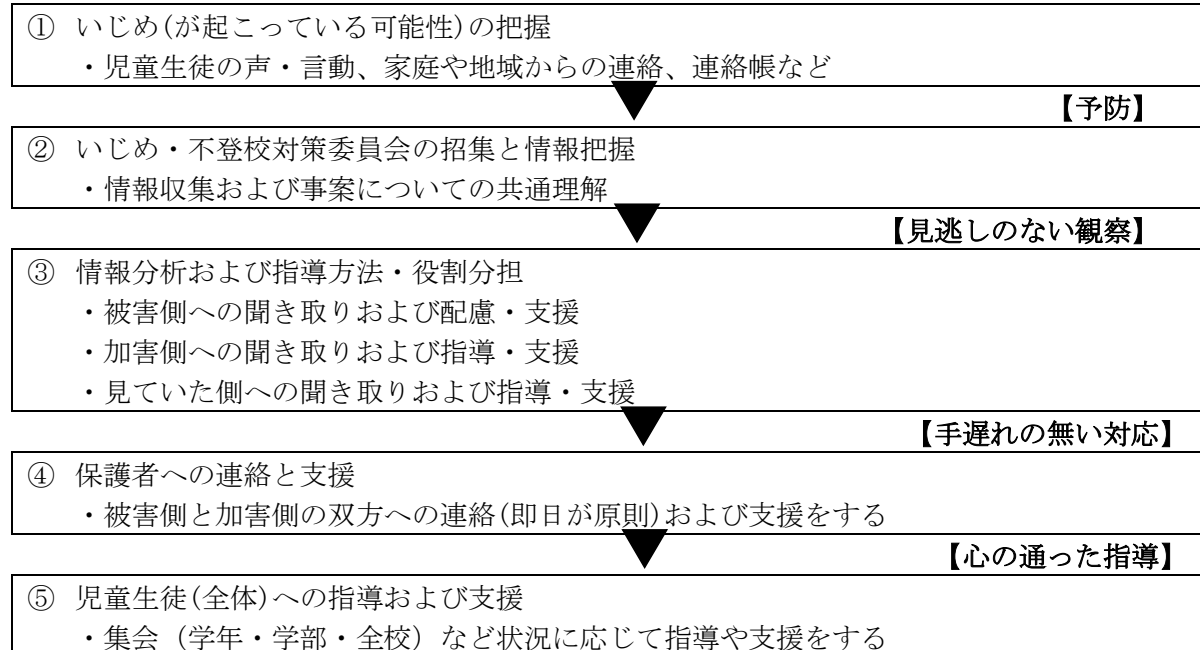 ① いじめ(が起こっている可能性)の把握
・児童生徒の声・言動、家庭や地域からの連絡、連絡帳など
【予防】
② いじめ・不登校対策委員会の招集と情報把握
・情報収集および事案についての共通理解
【見逃しのない観察】
③ 情報分析および指導方法・役割分担
・被害側への聞き取りおよび配慮・支援
・加害側への聞き取りおよび指導・支援
・見ていた側への聞き取りおよび指導・支援
【手遅れの無い対応】
④ 保護者への連絡と支援
・被害側と加害側の双方への連絡(即日が原則)および支援をする
【心の通った指導】
⑤ 児童生徒(全体)への指導および支援
・集会（学年・学部・全校）など状況に応じて指導や支援をする